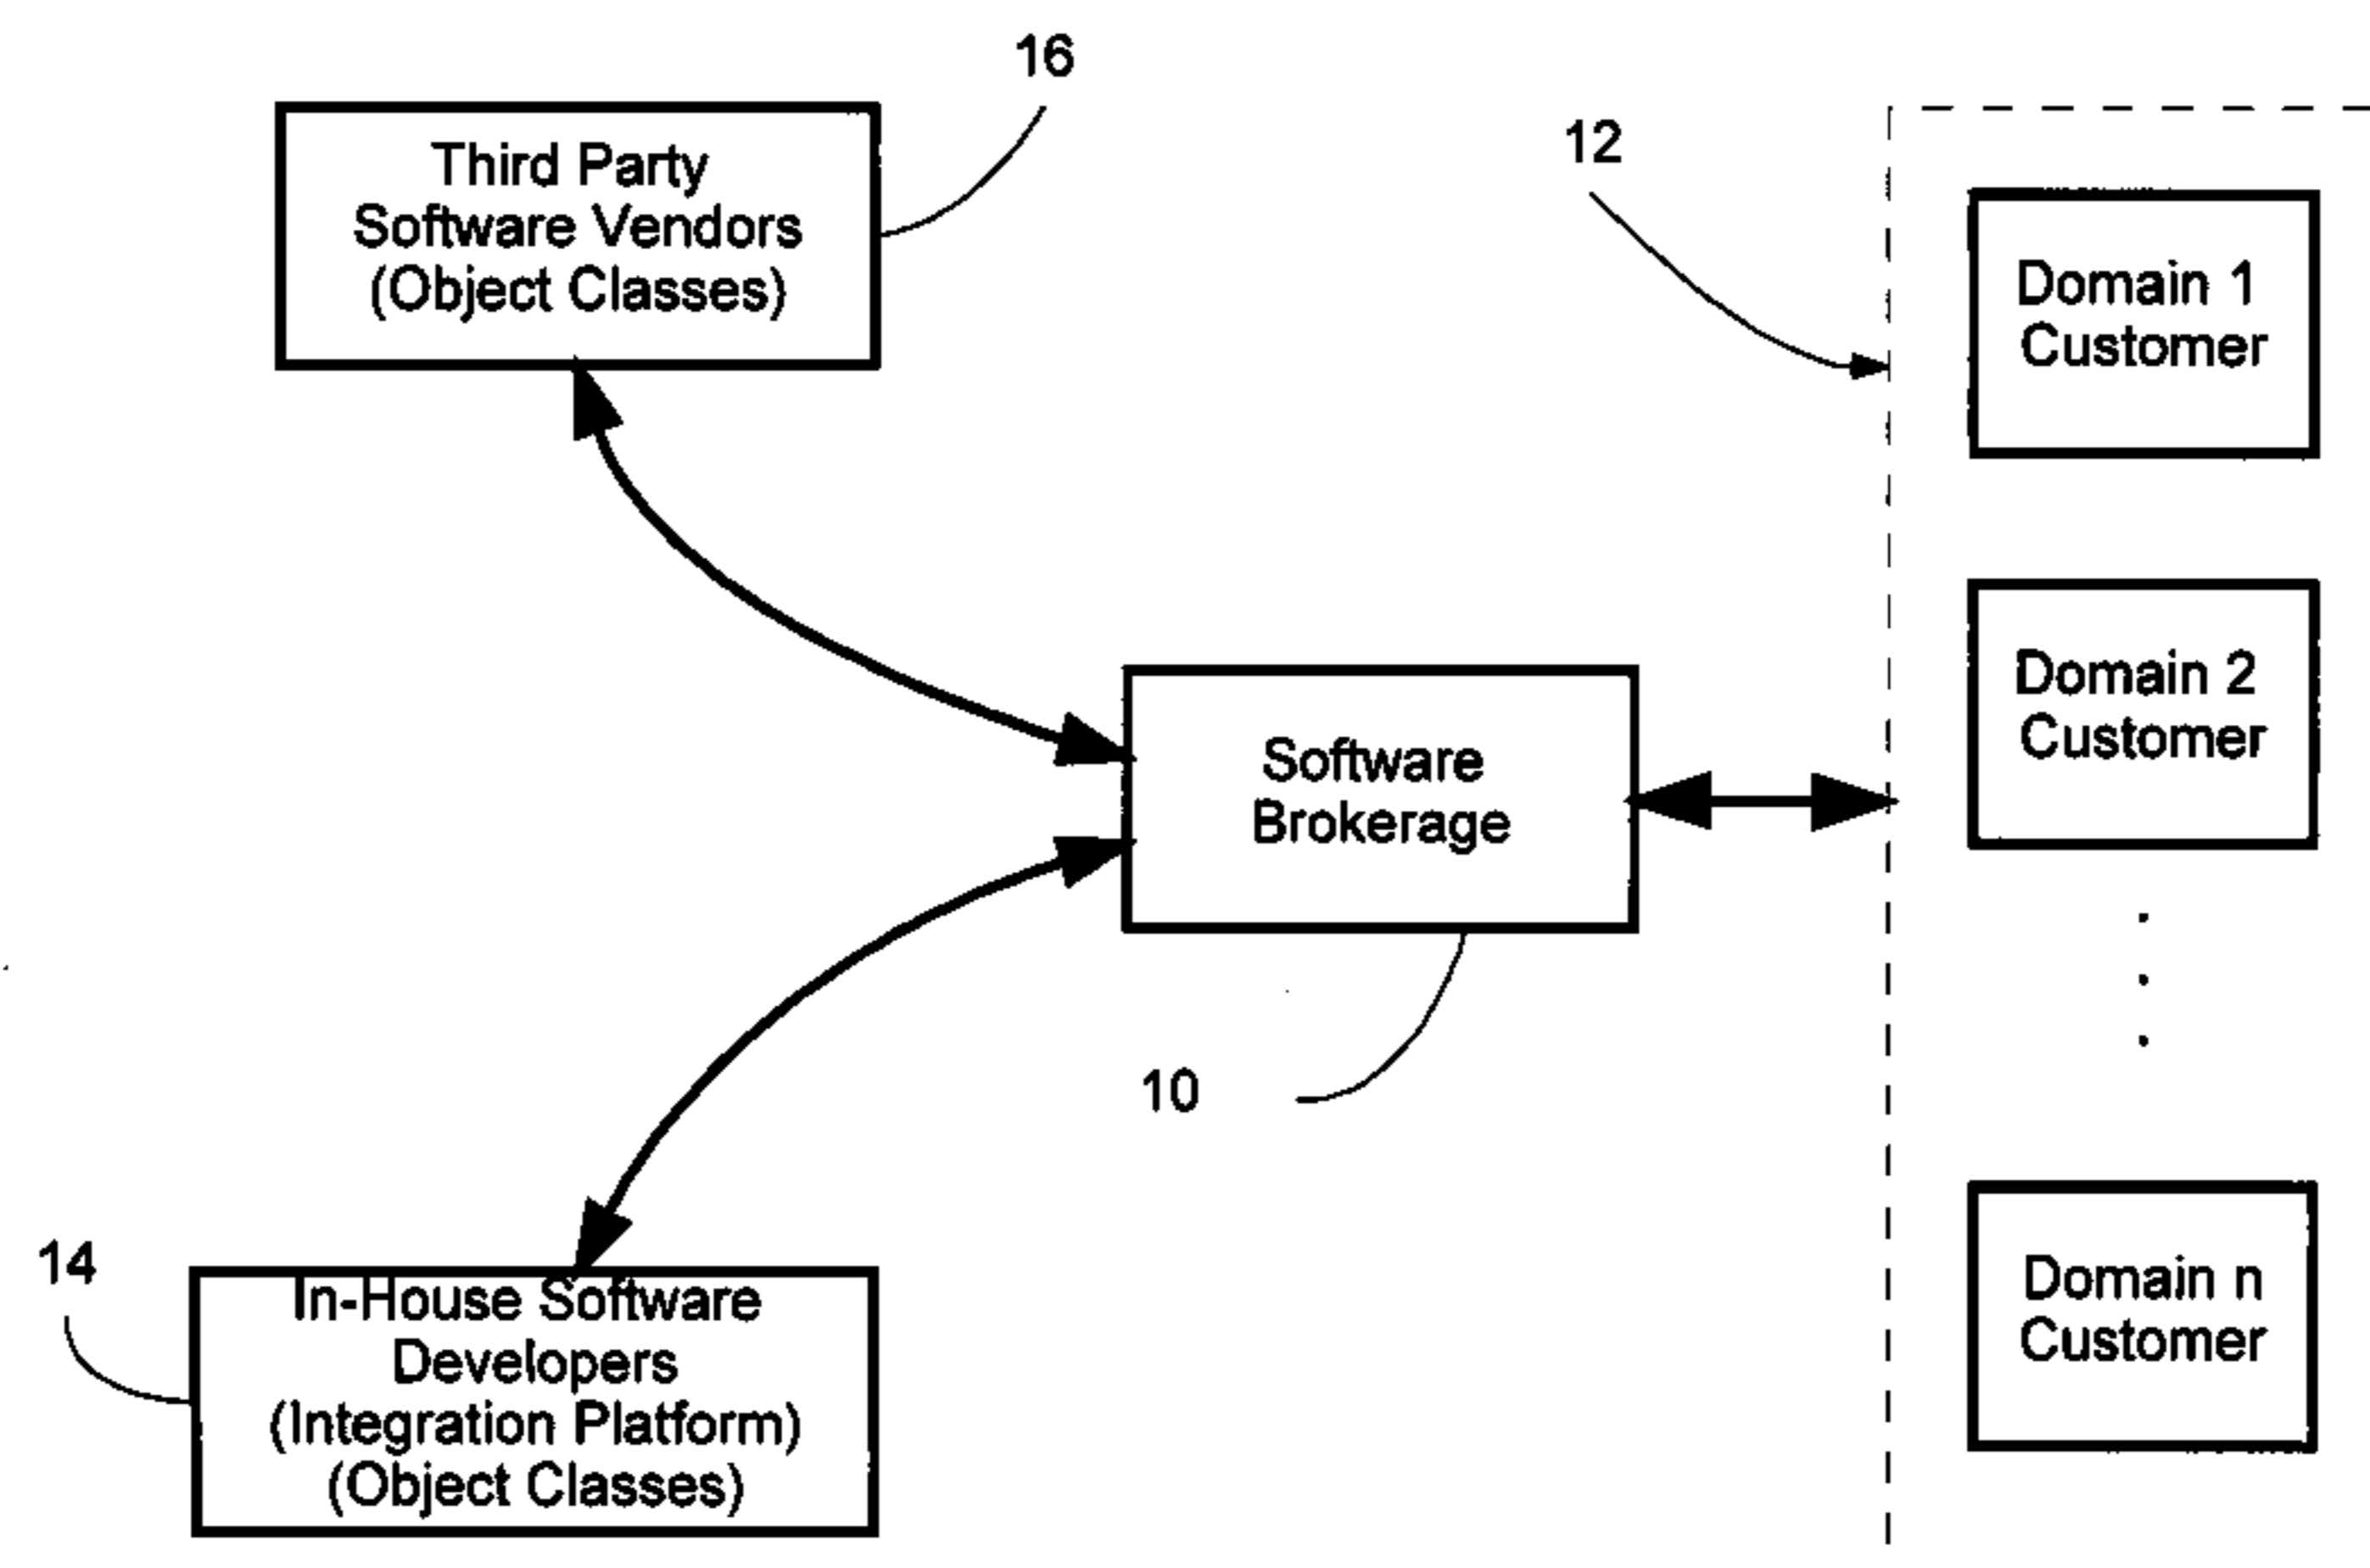 16
Third Party
Software Vendors
(Object Classes)
12
Domain 1
Customer
Domain 2
Customer
Software
Brokerage
10
14
In-House Software
Developers
(Integration Platform)
(Object Classes)
Domain n
Customer